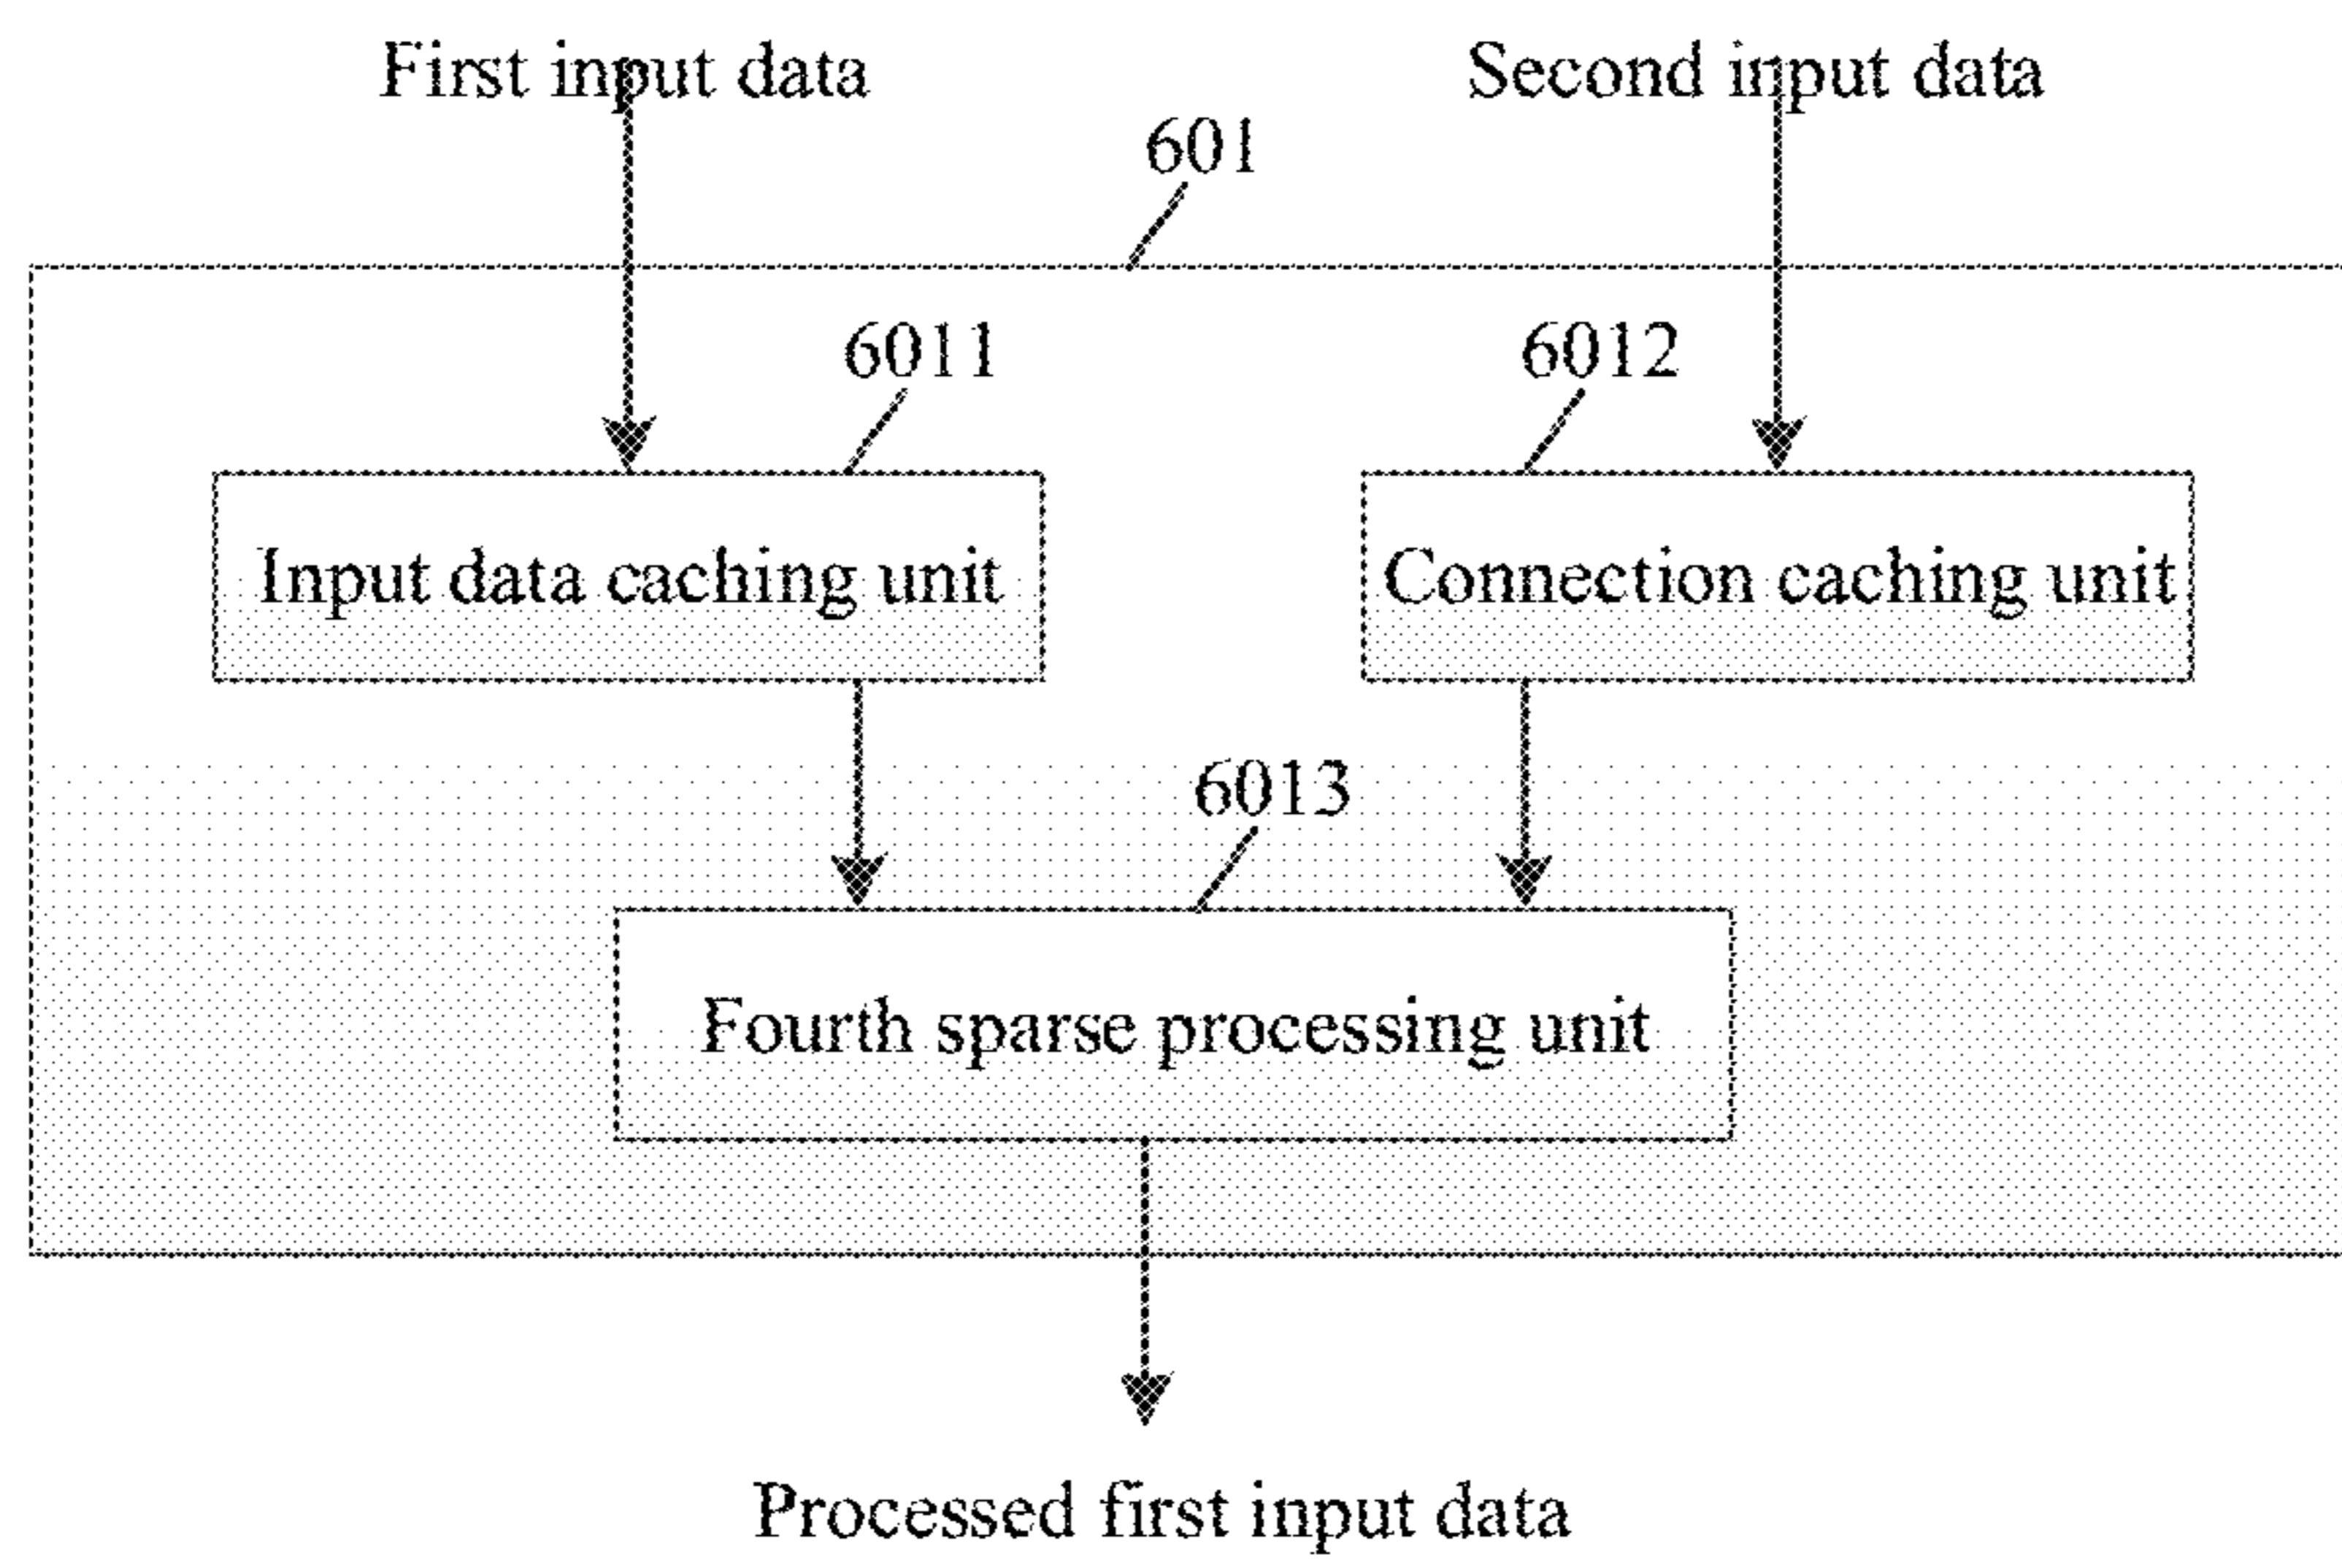 First input data
Second input data
601
6011
6012
Input data caching unit
Connection caching unit
6013
Fourth sparse processing unit
Processed first input data